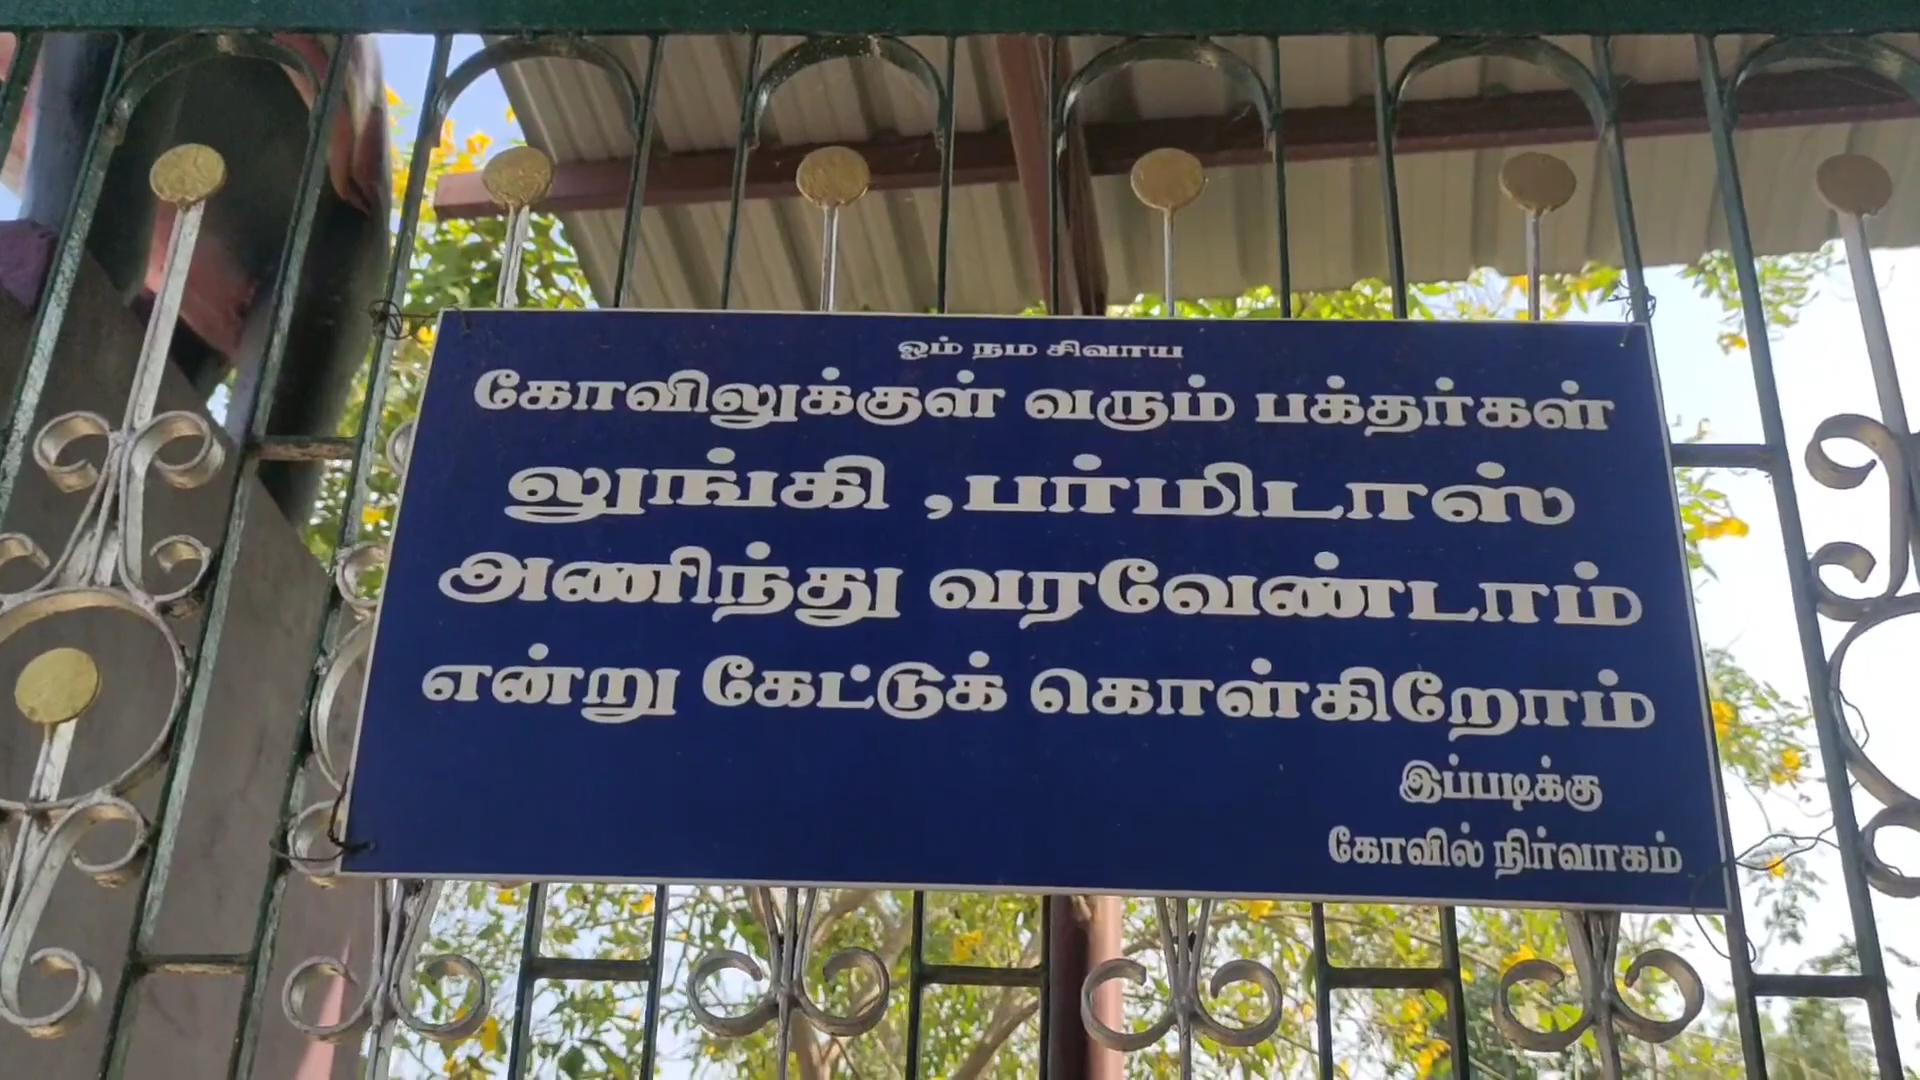 ஓம் நம சிவாய
கோவிலுக்குள் வரும் பக்தர்கள்
லுங்கி ,பர்மிடாஸ்
அணிந்து வரவேண்டாம்
என்று கேட்டுக் கொள்கிறோம்
இப்படிக்கு
கோவில் நிர்வாகம்